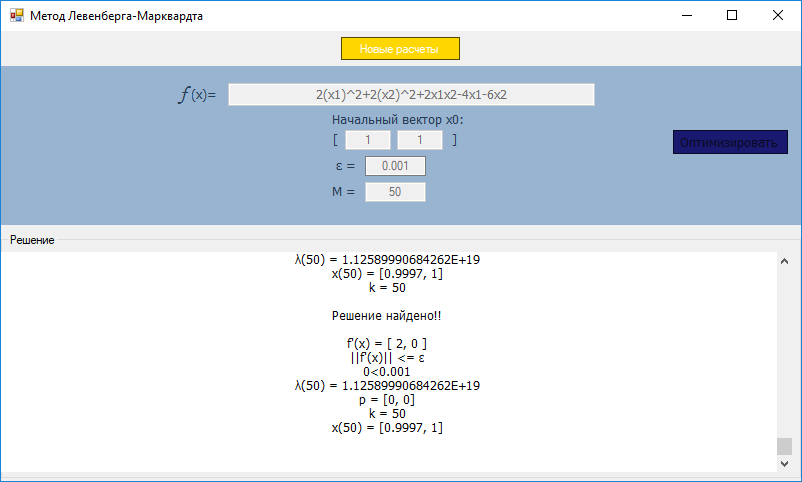 Метод Левенберга-Марквардта
Новые расчеты
ƒ(x)= 2(x1)^2+2(x2)^2+2x1x2-4x1-6x2
Начальный вектор x0:
[ 1 1 ]
ε = 0.001
M = 50
Оптимизировать
Решение
λ(50) = 1.12589990684262E+19
x(50) = [0.9997, 1]
k = 50
Решение найдено!!
f'(x) = [ 2, 0 ]
||f'(x)|| <= ε
0<0.001
λ(50) = 1.12589990684262E+19
p = [0, 0]
k = 50
x(50) = [0.9997, 1]